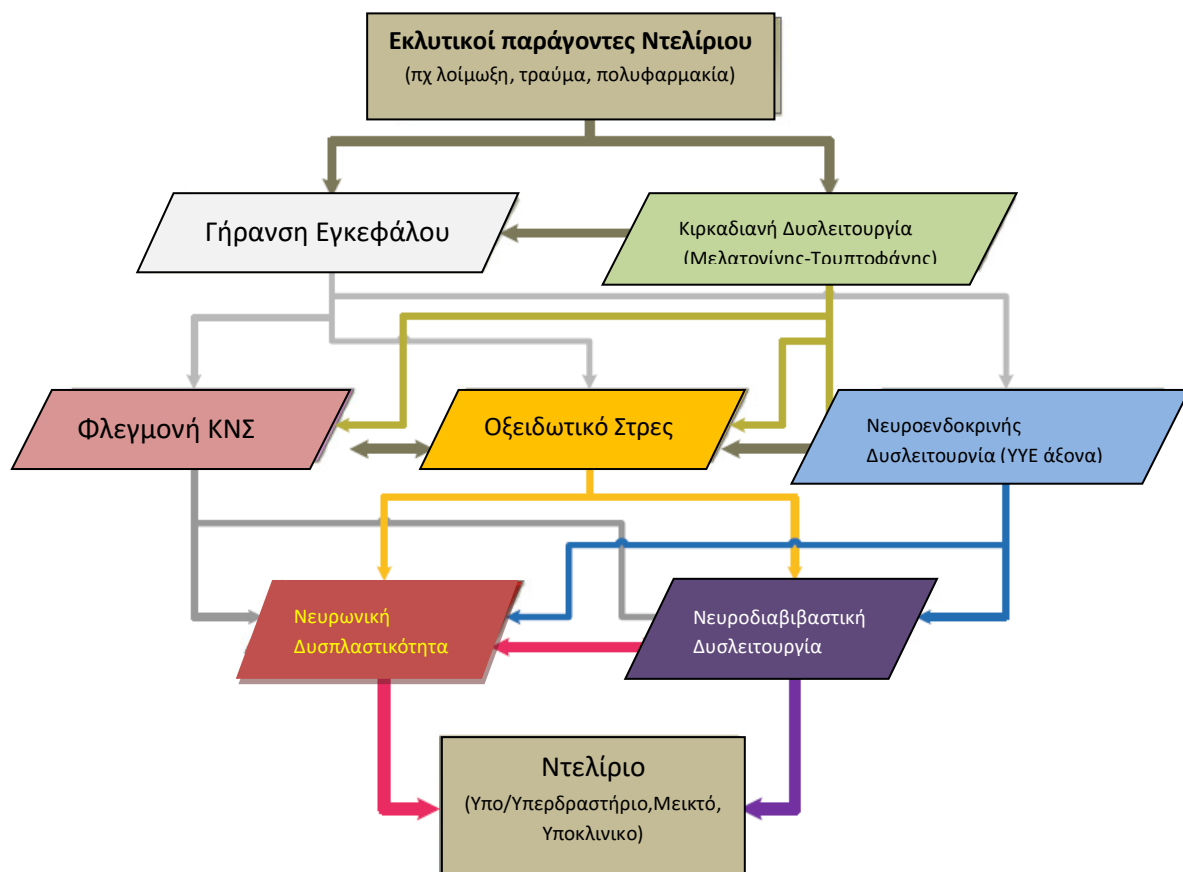 Εκλυτικοί παράγοντες Ντελίριου
(πχ λοίμωξη, τραύμα, πολυφαρμακία)
Γήρανση Εγκεφάλου
Κιρκαδιανή Δυσλειτουργία
(Μελατονίνης-Τρυπτοφάνης)
Φλεγμονή ΚΝΣ
Οξειδωτικό Στρες
Νευροενδοκρινής
Δυσλειτουργία (ΥΥΕ άξονα)
Νευρωνική
Δυσπλαστικότητα
Νευροδιαβιβαστική
Δυσλειτουργία
Ντελίριο
(Υπο/Υπερδραστήριο,Μεικτό,
Υποκλινικο)